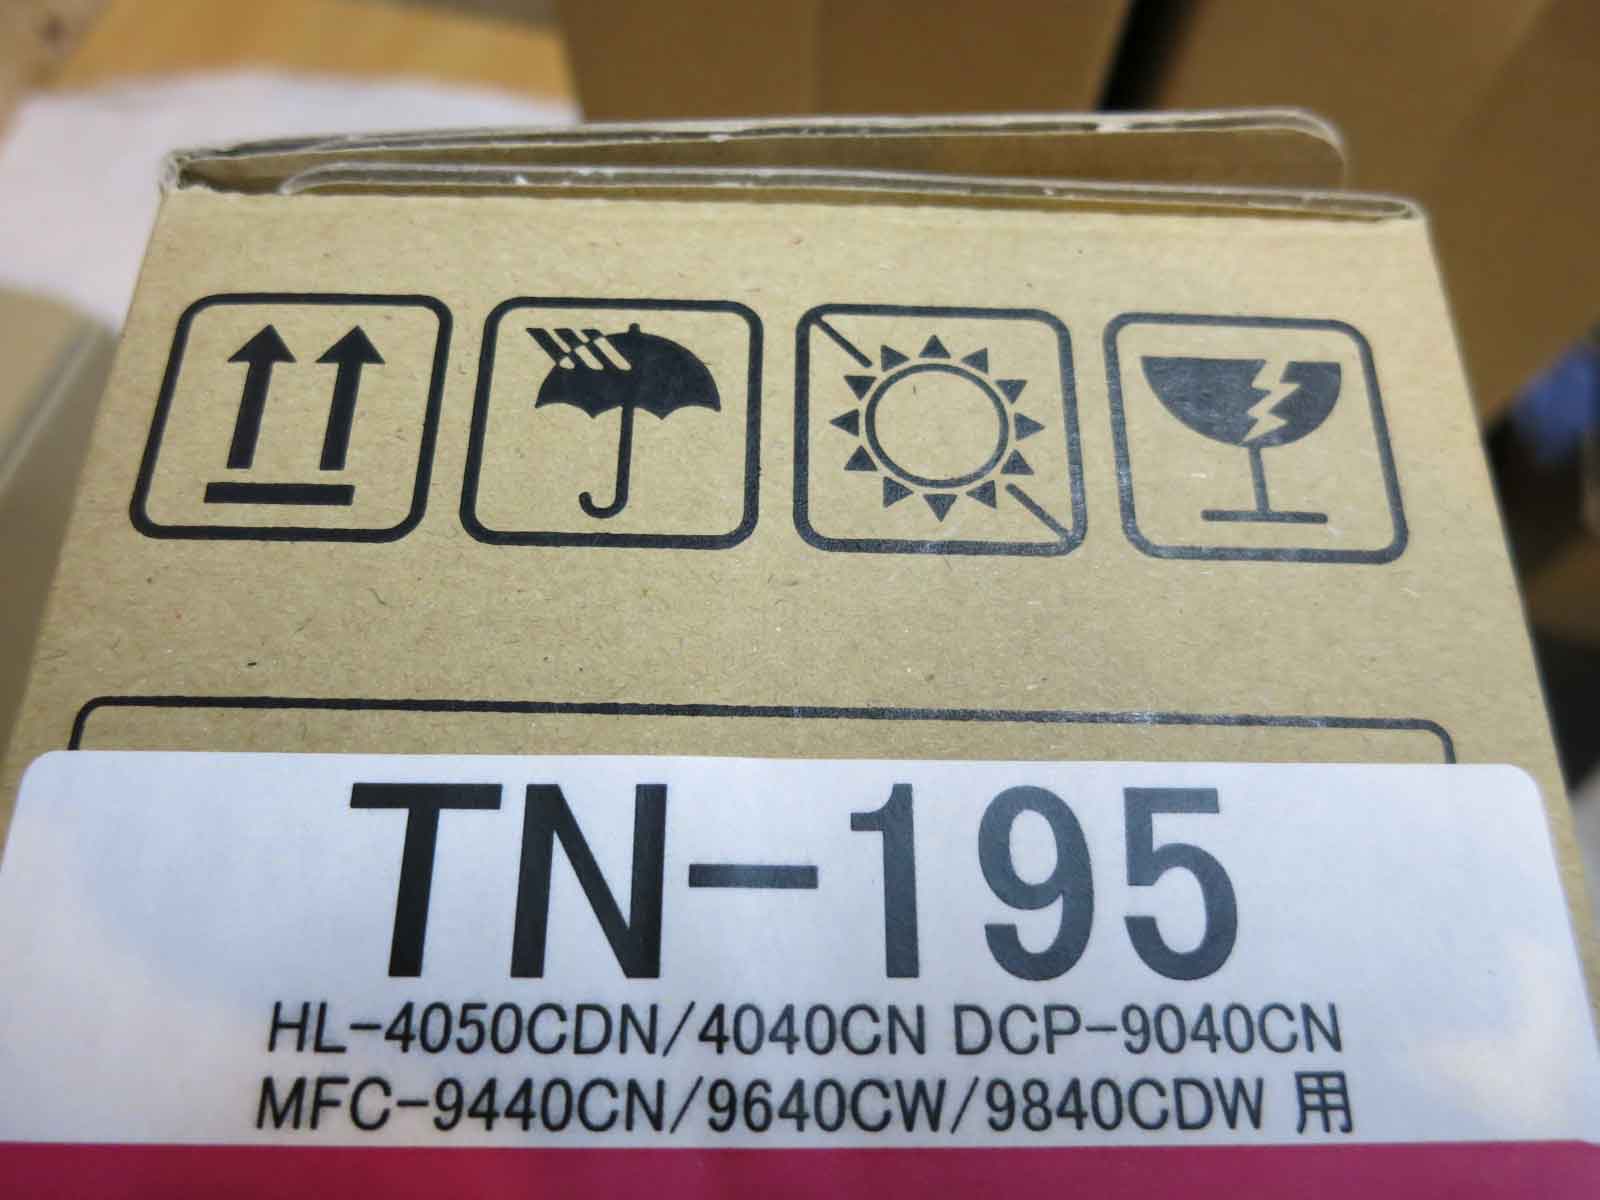 TN-195
HL-4050CDN/4040CN DCP-9040CN
MFC-9440CN/9640CW/9840CDW 用